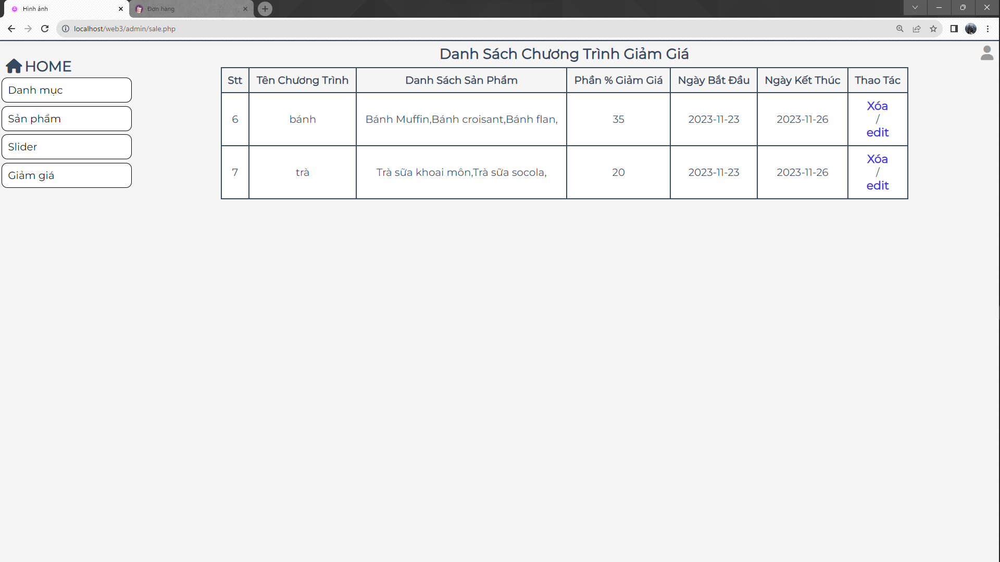 Hình ảnh
Đơn hàng
localhost/web3/admin/sale.php
HOME
Danh mục
Sản phẩm
Slider
Giảm giá
Danh Sách Chương Trình Giảm Giá
Stt Tên Chương Trình Danh Sách Sản Phẩm Phần % Giảm Giá Ngày Bắt Đầu Ngày Kết Thúc Thao Tác
6 bánh Bánh Muffin,Bánh croisant,Bánh flan, 35 2023-11-23 2023-11-26 Xóa
/
edit
7 trà Trà sữa khoai môn,Trà sữa socola, 20 2023-11-23 2023-11-26 Xóa
/
edit